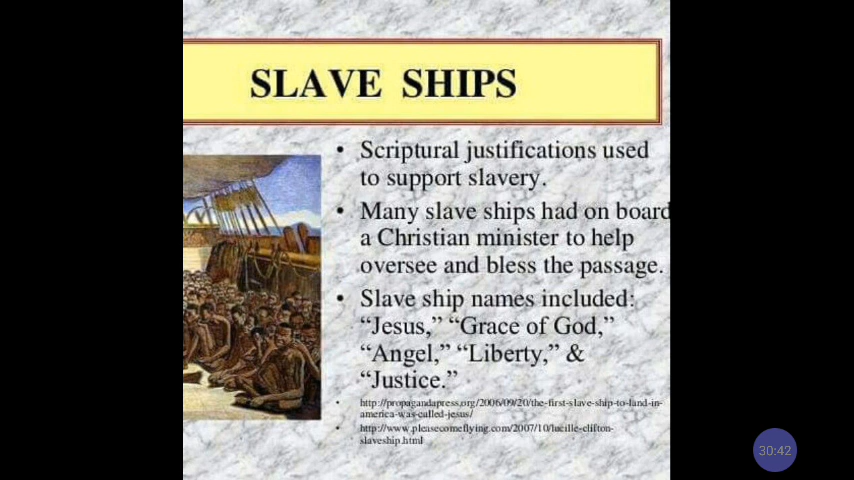 SLAVE SHIPS
• Scriptural justifications used
to support slavery.
• Many slave ships had on board
a Christian minister to help
oversee and bless the passage.
• Slave ship names included:
“Jesus,” “Grace of God,”
“Angel,” “Liberty,” &
“Justice.”
• http://propagandapress.org/2006/09/20/the-first-slave-ship-to-land-in-
america-was-called-jesus/
• http://www.pleasecomeflying.com/2007/10/lucille-clifton-
slaveship.html
30:42